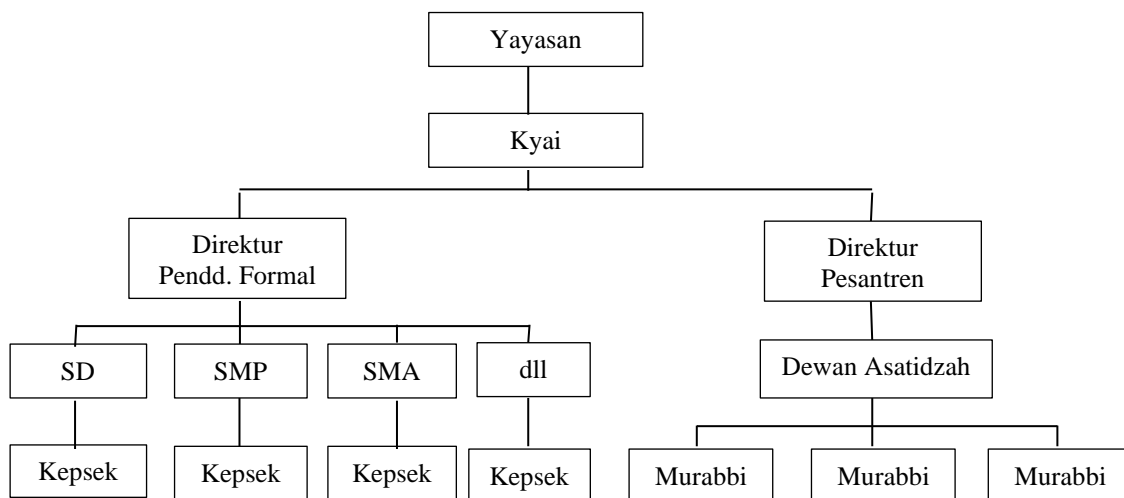 Yayasan
Kyai
Direktur
Pendd. Formal
Direktur
Pesantren
SD
SMP
SMA
dll
Dewan Asatidzah
Kepsek
Kepsek
Kepsek
Kepsek
Murabbi
Murabbi
Murabbi